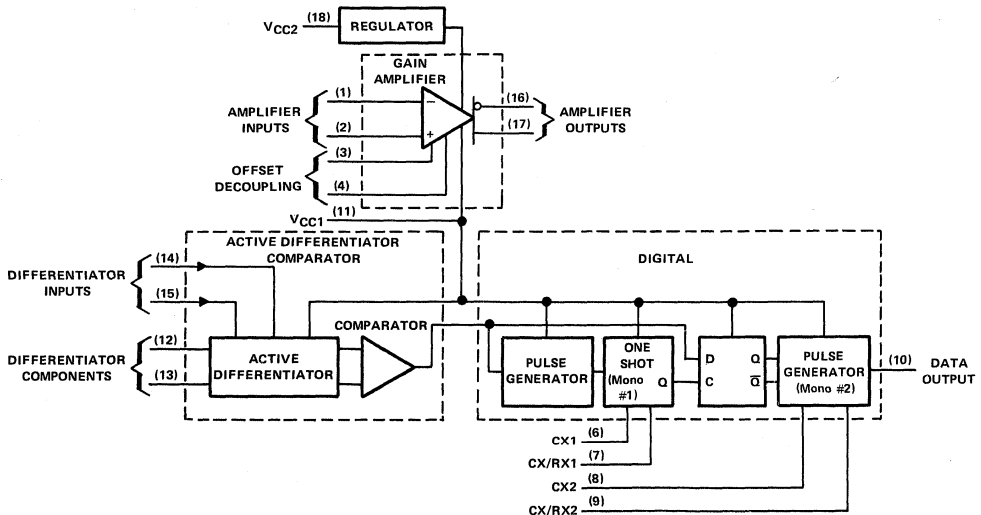 VCC2 (18) REGULATOR
GAIN
AMPLIFIER
AMPLIFIER
INPUTS
(1)
(2)
−
+
(16)
(17)
AMPLIFIER
OUTPUTS
OFFSET
DECOUPLING
(3)
(4)
VCC1 (11)
ACTIVE DIFFERENTIATOR
COMPARATOR
DIFFERENTIATOR
INPUTS
(14)
(15)
DIFFERENTIATOR
COMPONENTS
(12)
(13)
ACTIVE
DIFFERENTIATOR
COMPARATOR
DIGITAL
PULSE
GENERATOR
ONE
SHOT
(Mono
#1)
Q
D
C
Q
Q̅
PULSE
GENERATOR
(Mono #2)
(10)
DATA
OUTPUT
CX1 (6)
CX/RX1 (7)
CX2 (8)
CX/RX2 (9)